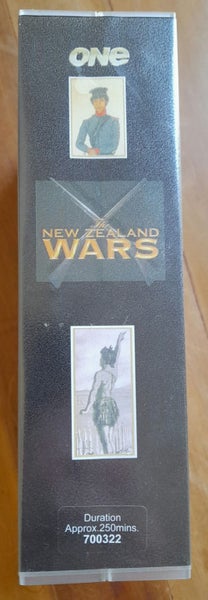 ONe
The
NEW ZEALAND
WARS
Duration
Approx.250mins.
700322